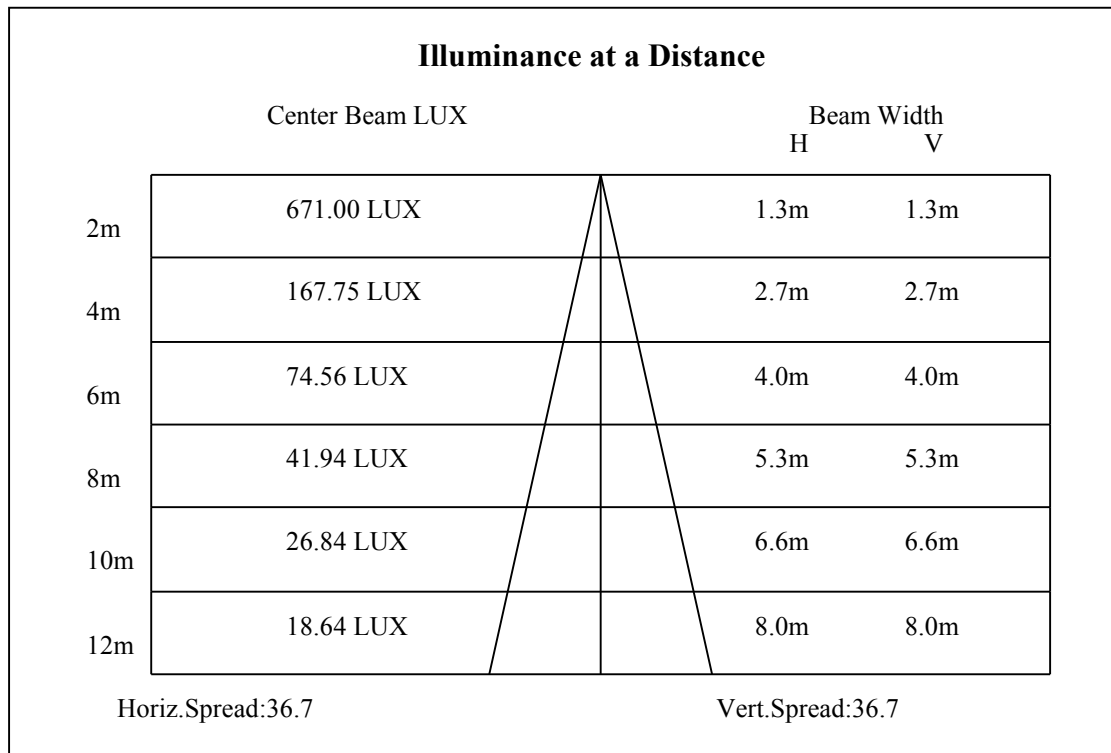 Illuminance at a Distance
Center Beam LUX Beam Width
H V
671.00 LUX 1.3m 1.3m
2m
167.75 LUX 2.7m 2.7m
4m
74.56 LUX 4.0m 4.0m
6m
41.94 LUX 5.3m 5.3m
8m
26.84 LUX 6.6m 6.6m
10m
18.64 LUX 8.0m 8.0m
12m
Horiz.Spread:36.7 Vert.Spread:36.7